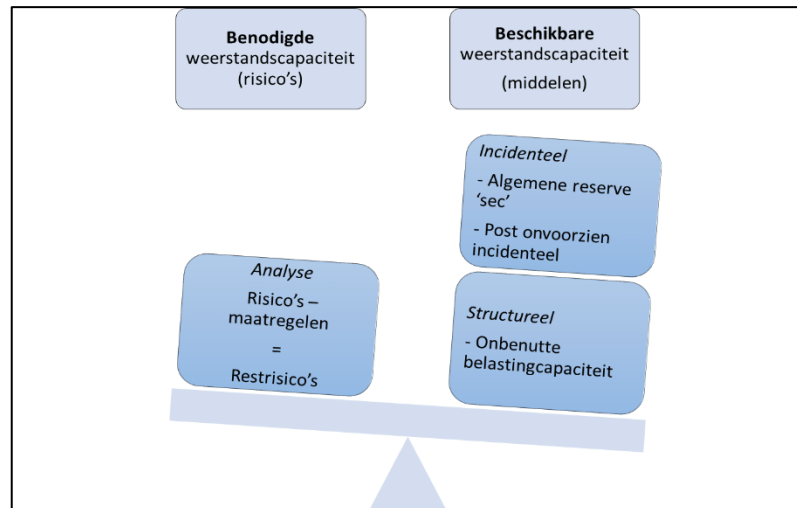 Benodigde
weerstandscapaciteit
(risico's)
Beschikbare
weerstandscapaciteit
(middelen)
Incidenteel
- Algemene reserve
‘sec’
- Post onvoorzien
incidenteel
Analyse
Risico’s –
maatregelen
=
Restrisico’s
Structureel
- Onbenutte
belastingcapaciteit